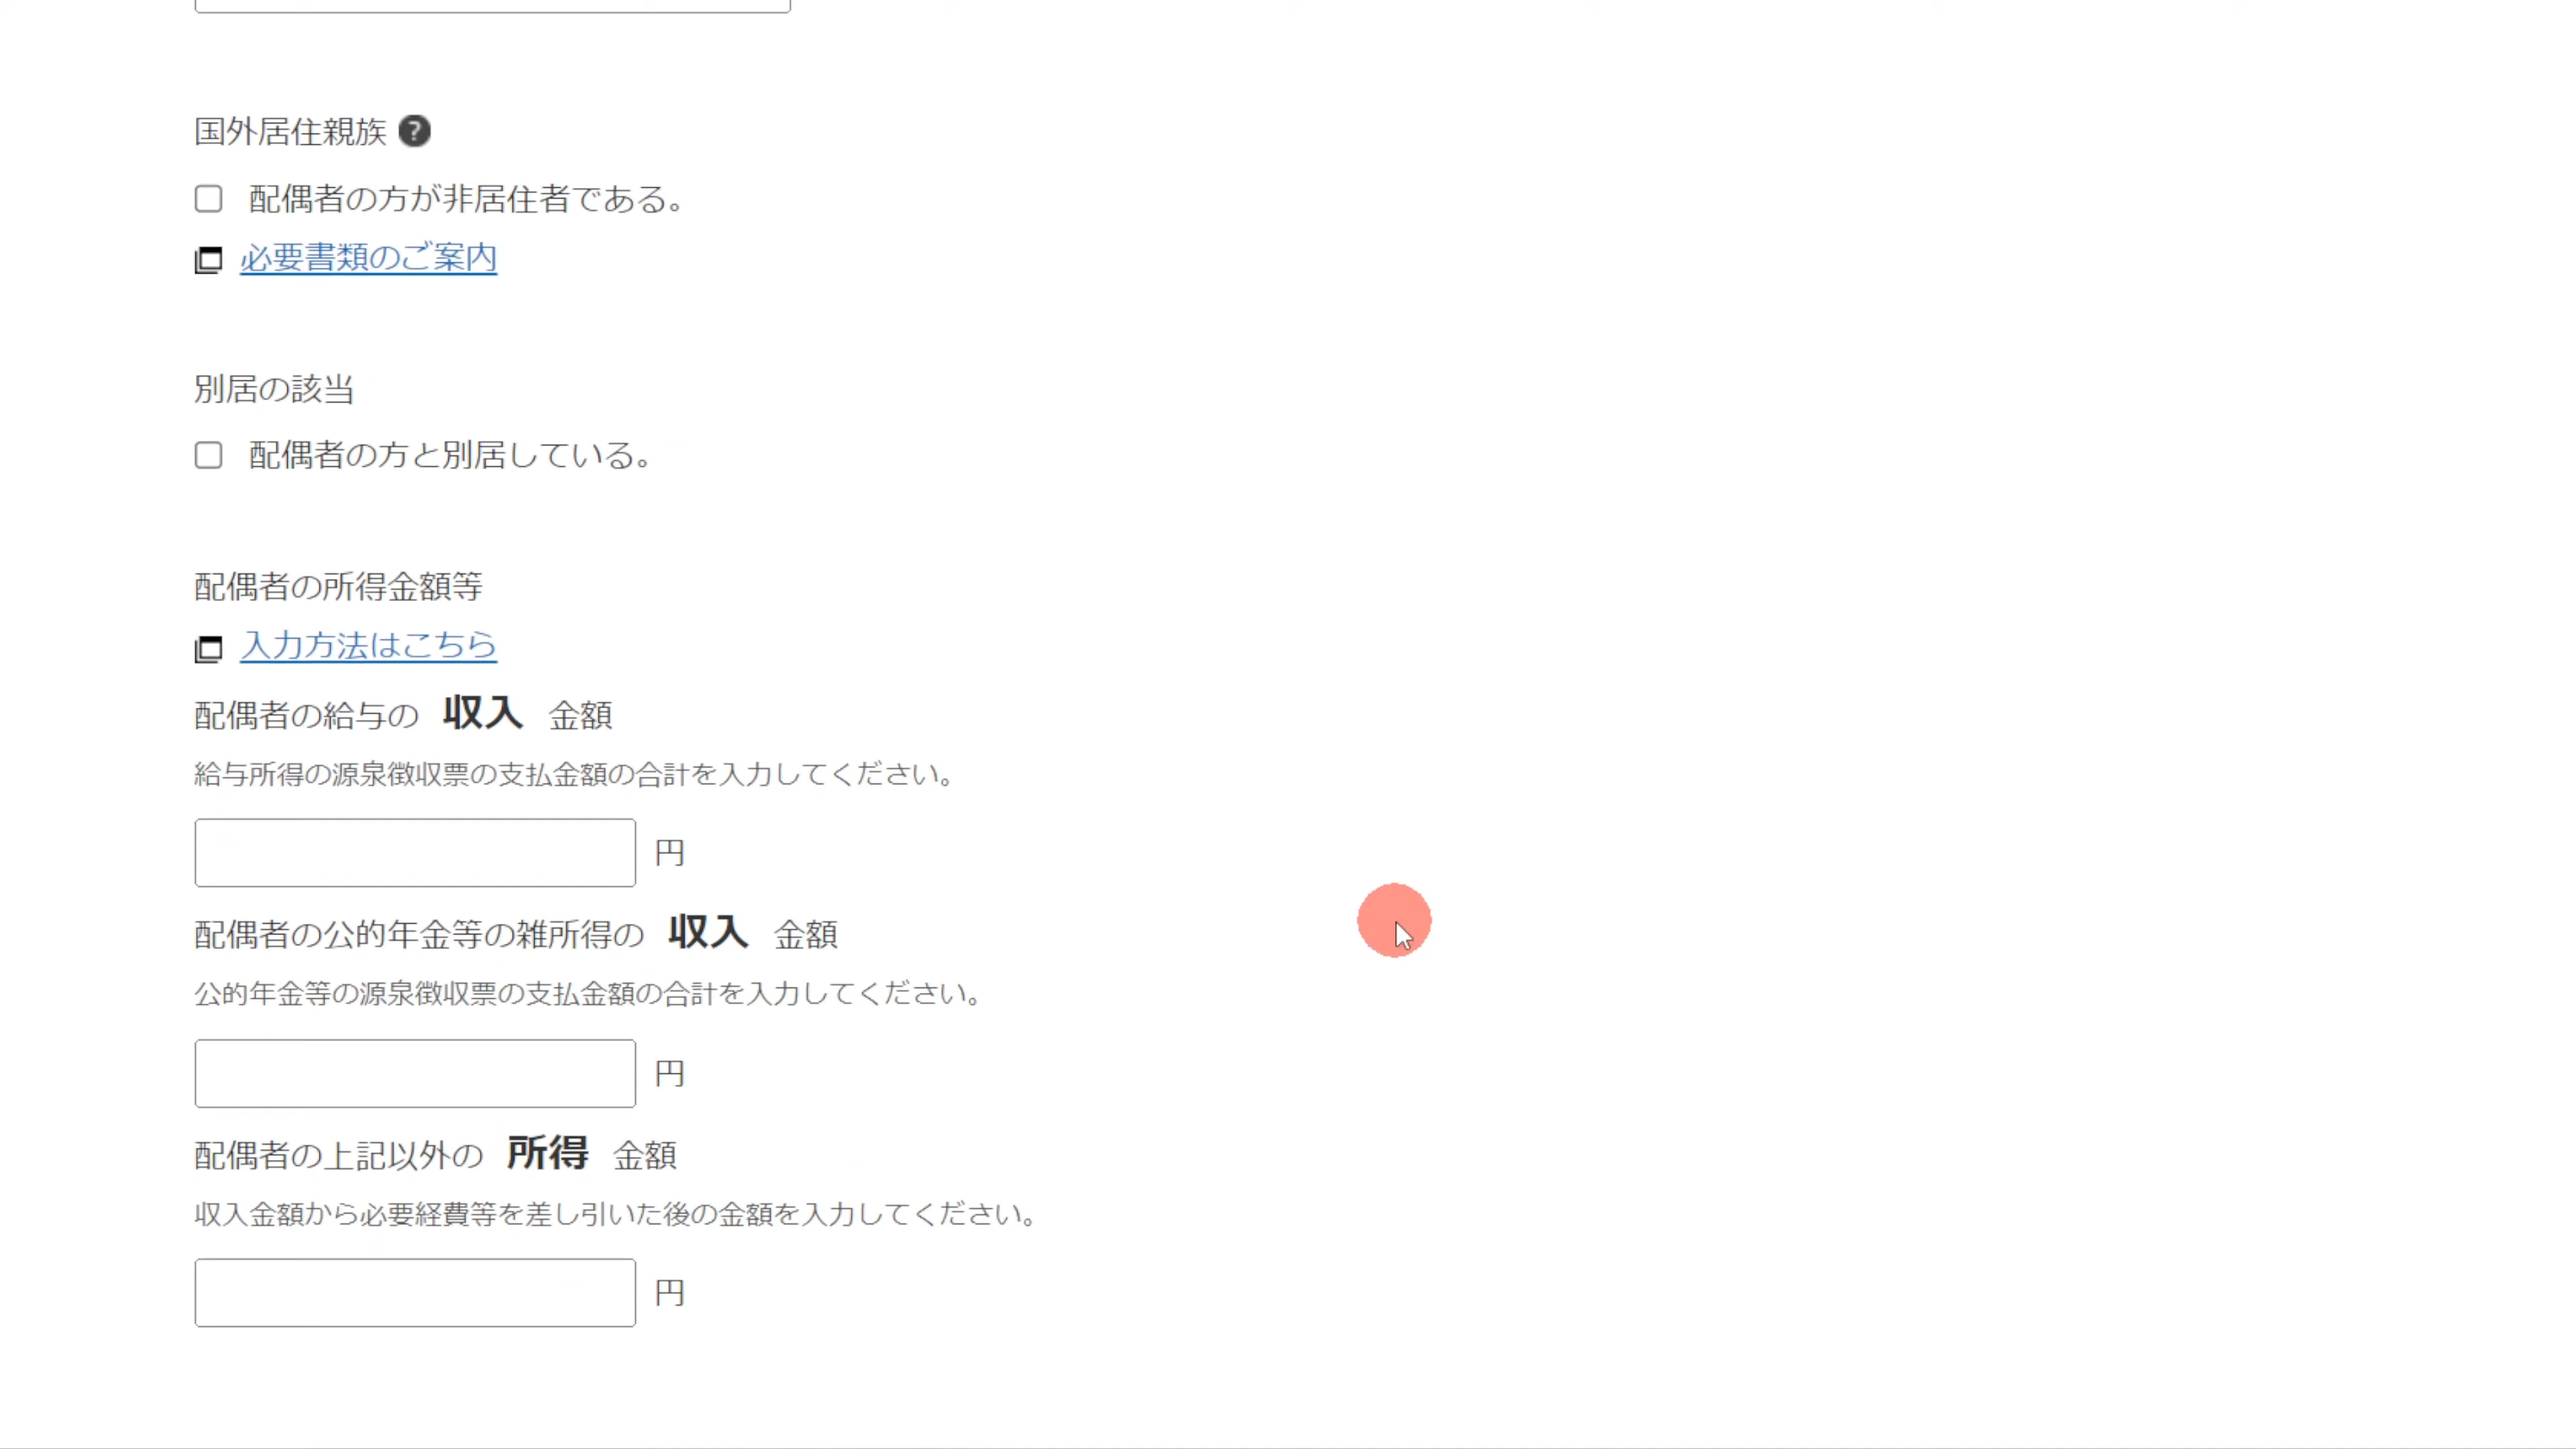 国外居住親族 ?
配偶者の方が非居住者である。
必要書類のご案内
別居の該当
配偶者の方と別居している。
配偶者の所得金額等
入力方法はこちら
配偶者の給与の 収入 金額
給与所得の源泉徴収票の支払金額の合計を入力してください。
円
配偶者の公的年金等の雑所得の 収入 金額
公的年金等の源泉徴収票の支払金額の合計を入力してください。
円
配偶者の上記以外の 所得 金額
収入金額から必要経費等を差し引いた後の金額を入力してください。
円